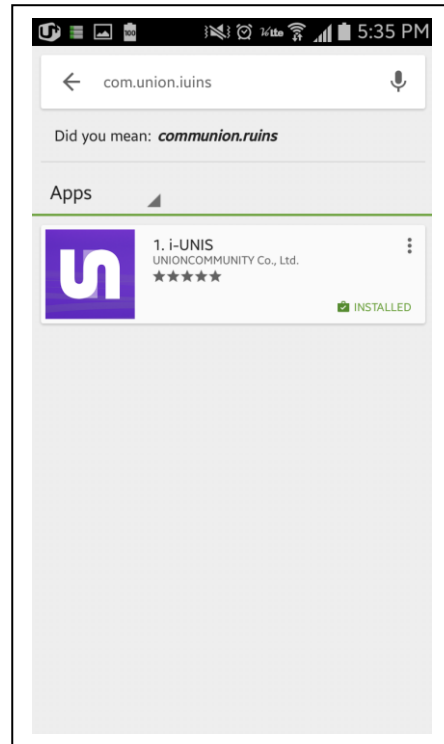 5:35 PM
com.union.iuins
Did you mean: communion.ruins
Apps
1. i-UNIS
UNIONCOMMUNITY Co., Ltd.
INSTALLED